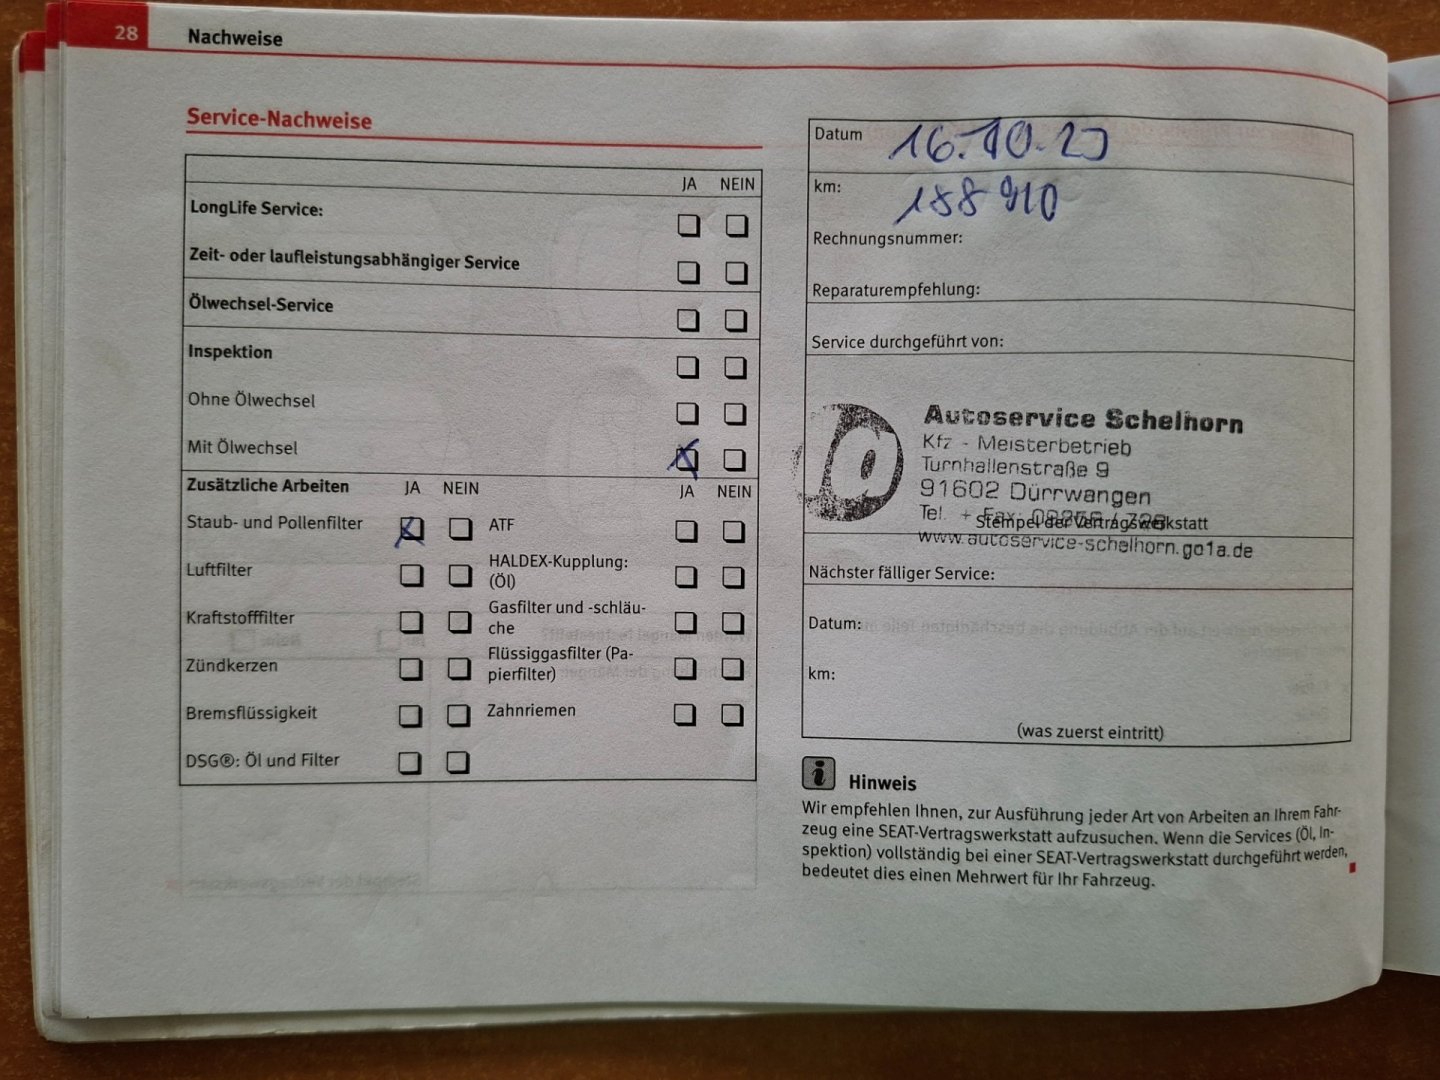 28
Nachweise
Service-Nachweise
JA NEIN
LongLife Service:
Zeit- oder laufleistungsabhängiger Service
Ölwechsel-Service
Inspektion
Ohne Ölwechsel
Mit Ölwechsel
Zusätzliche Arbeiten JA NEIN JA NEIN
Staub- und Pollenfilter ATF
Luftfilter HALDEX-Kupplung:
(Öl)
Kraftstofffilter Gasfilter und -schläu-
che
Zündkerzen Flüssiggasfilter (Pa-
pierfilter)
Bremsflüssigkeit Zahnriemen
DSG®: Öl und Filter
Datum 16.10.
km: 188 910
Rechnungsnummer:
Reparaturempfehlung:
Service durchgeführt von:
Autoservice Schelhorn
Kfz - Meisterbetrieb
Turnhallenstraße 9
91602 Dürrwangen
Tel. + Fax:
Stempel der Vertragswerkstatt
www.autoservice-schelhorn.go1a.de
Nächster fälliger Service:
Datum:
km:
(was zuerst eintritt)
Hinweis
Wir empfehlen Ihnen, zur Ausführung jeder Art von Arbeiten an Ihrem Fahr-
zeug eine SEAT-Vertragswerkstatt aufzusuchen. Wenn die Services (Öl, In-
spektion) vollständig bei einer SEAT-Vertragswerkstatt durchgeführt werden,
bedeutet dies einen Mehrwert für Ihr Fahrzeug.